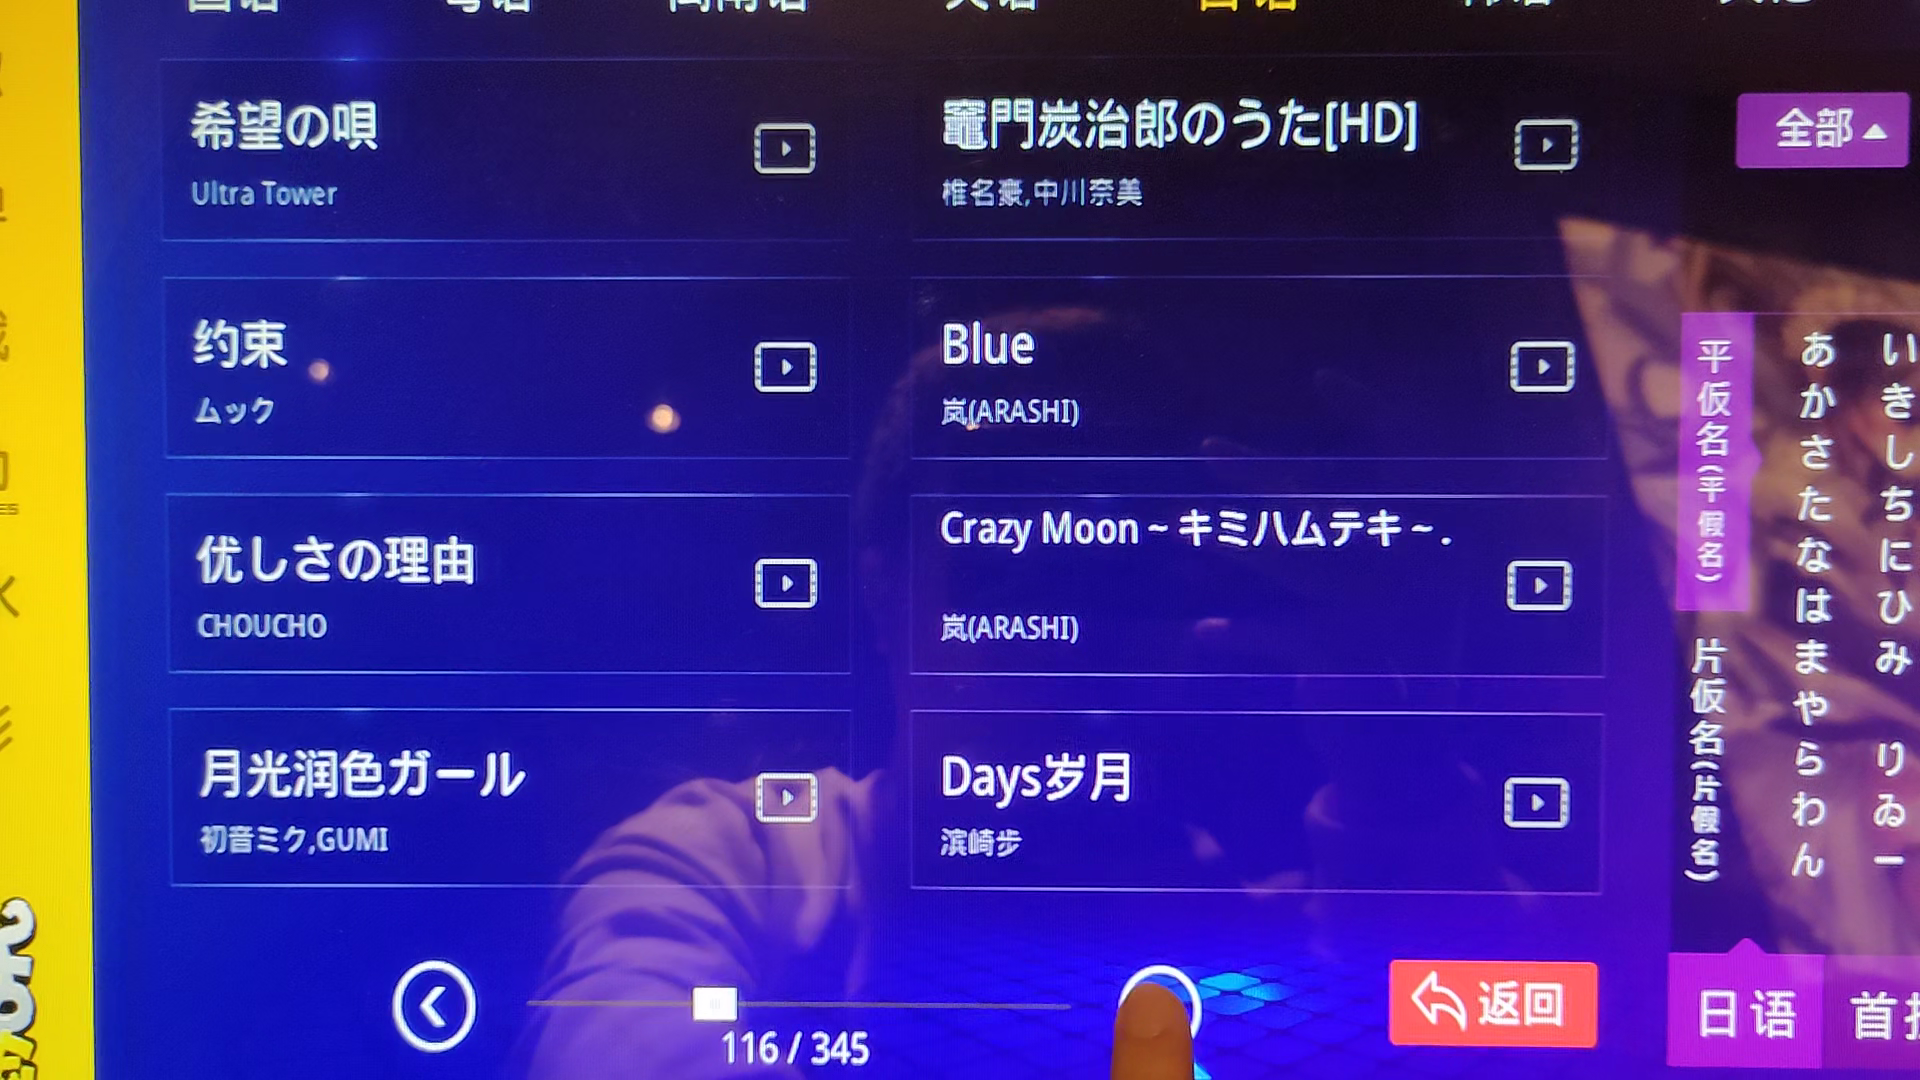 日语
希望の唄
Ultra Tower
竈門炭治郎のうた[HD]
椎名豪,中川奈美
约束
ムック
Blue
岚(ARASHI)
优しさの理由
CHOUCHO
Crazy Moon ~ キミハムテキ ~ .
岚(ARASHI)
月光润色ガール
初音ミク,GUMI
Days岁月
滨崎步
116 / 345
返回
全部
平仮名(平假名)
片仮名(片假名)
あかさたなはまやらわん
いきしちにひみ りゐー
日语
首